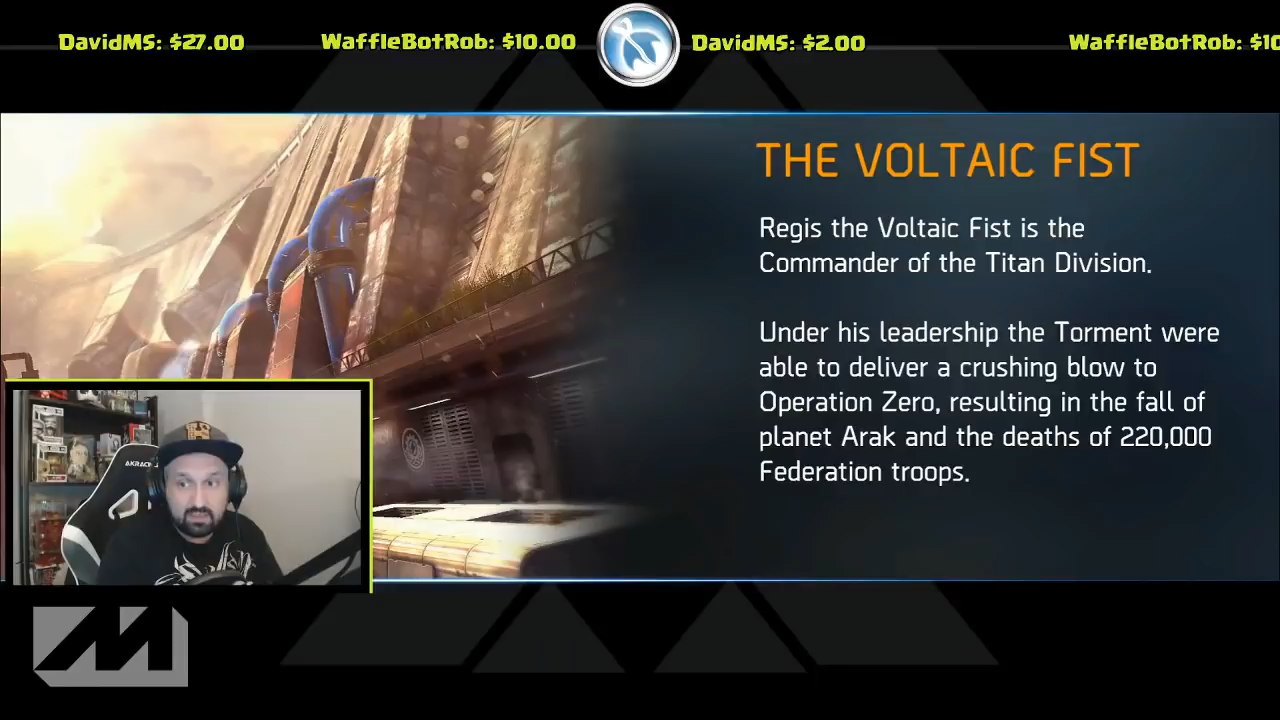 DavidMS: $27.00 WaffleBotRob: $10.00 DavidMS: $2.00 WaffleBotRob: $10
THE VOLTAIC FIST
Regis the Voltaic Fist is the
Commander of the Titan Division.
Under his leadership the Torment were
able to deliver a crushing blow to
Operation Zero, resulting in the fall of
planet Arak and the deaths of 220,000
Federation troops.
AKRACING